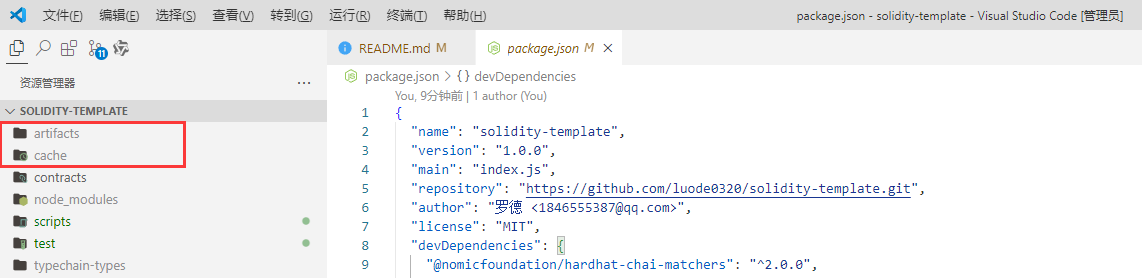 文件(F) 编辑(E) 选择(S) 查看(V) 转到(G) 运行(R) 终端(T) 帮助(H) package.json - solidity-template - Visual Studio Code [管理员]
11
README.md M package.json M
资源管理器 ···
package.json > {} devDependencies
SOLIDITY-TEMPLATE
artifacts
cache
contracts
node_modules
scripts
test
typechain-types
You, 9分钟前 | 1 author (You)
1 {
2 "name": "solidity-template",
3 "version": "1.0.0",
4 "main": "index.js",
5 "repository": "https://github.com/luode0320/solidity-template.git",
6 "author": "罗德 <1846555387@qq.com>",
7 "license": "MIT",
8 "devDependencies": {
9 "@nomicfoundation/hardhat-chai-matchers": "^2.0.0",